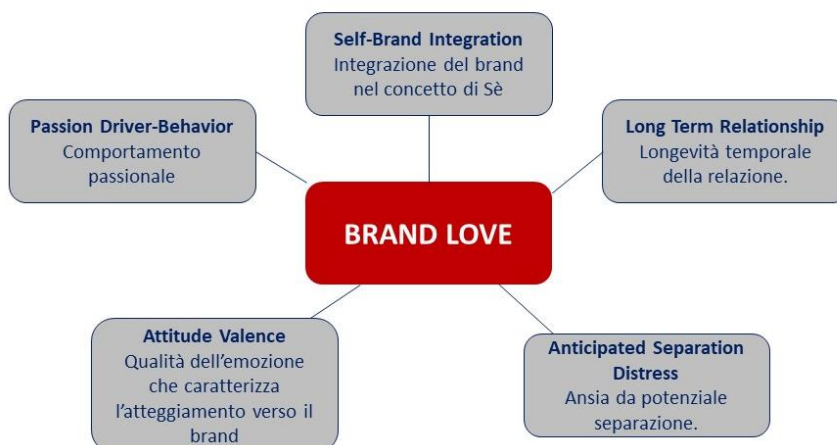 Self-Brand Integration
Integrazione del brand
nel concetto di Sè
Passion Driver-Behavior
Comportamento
passionale
Long Term Relationship
Longevità temporale
della relazione.
BRAND LOVE
Attitude Valence
Qualità dell'emozione
che caratterizza
l'atteggiamento verso il
brand
Anticipated Separation
Distress
Ansia da potenziale
separazione.